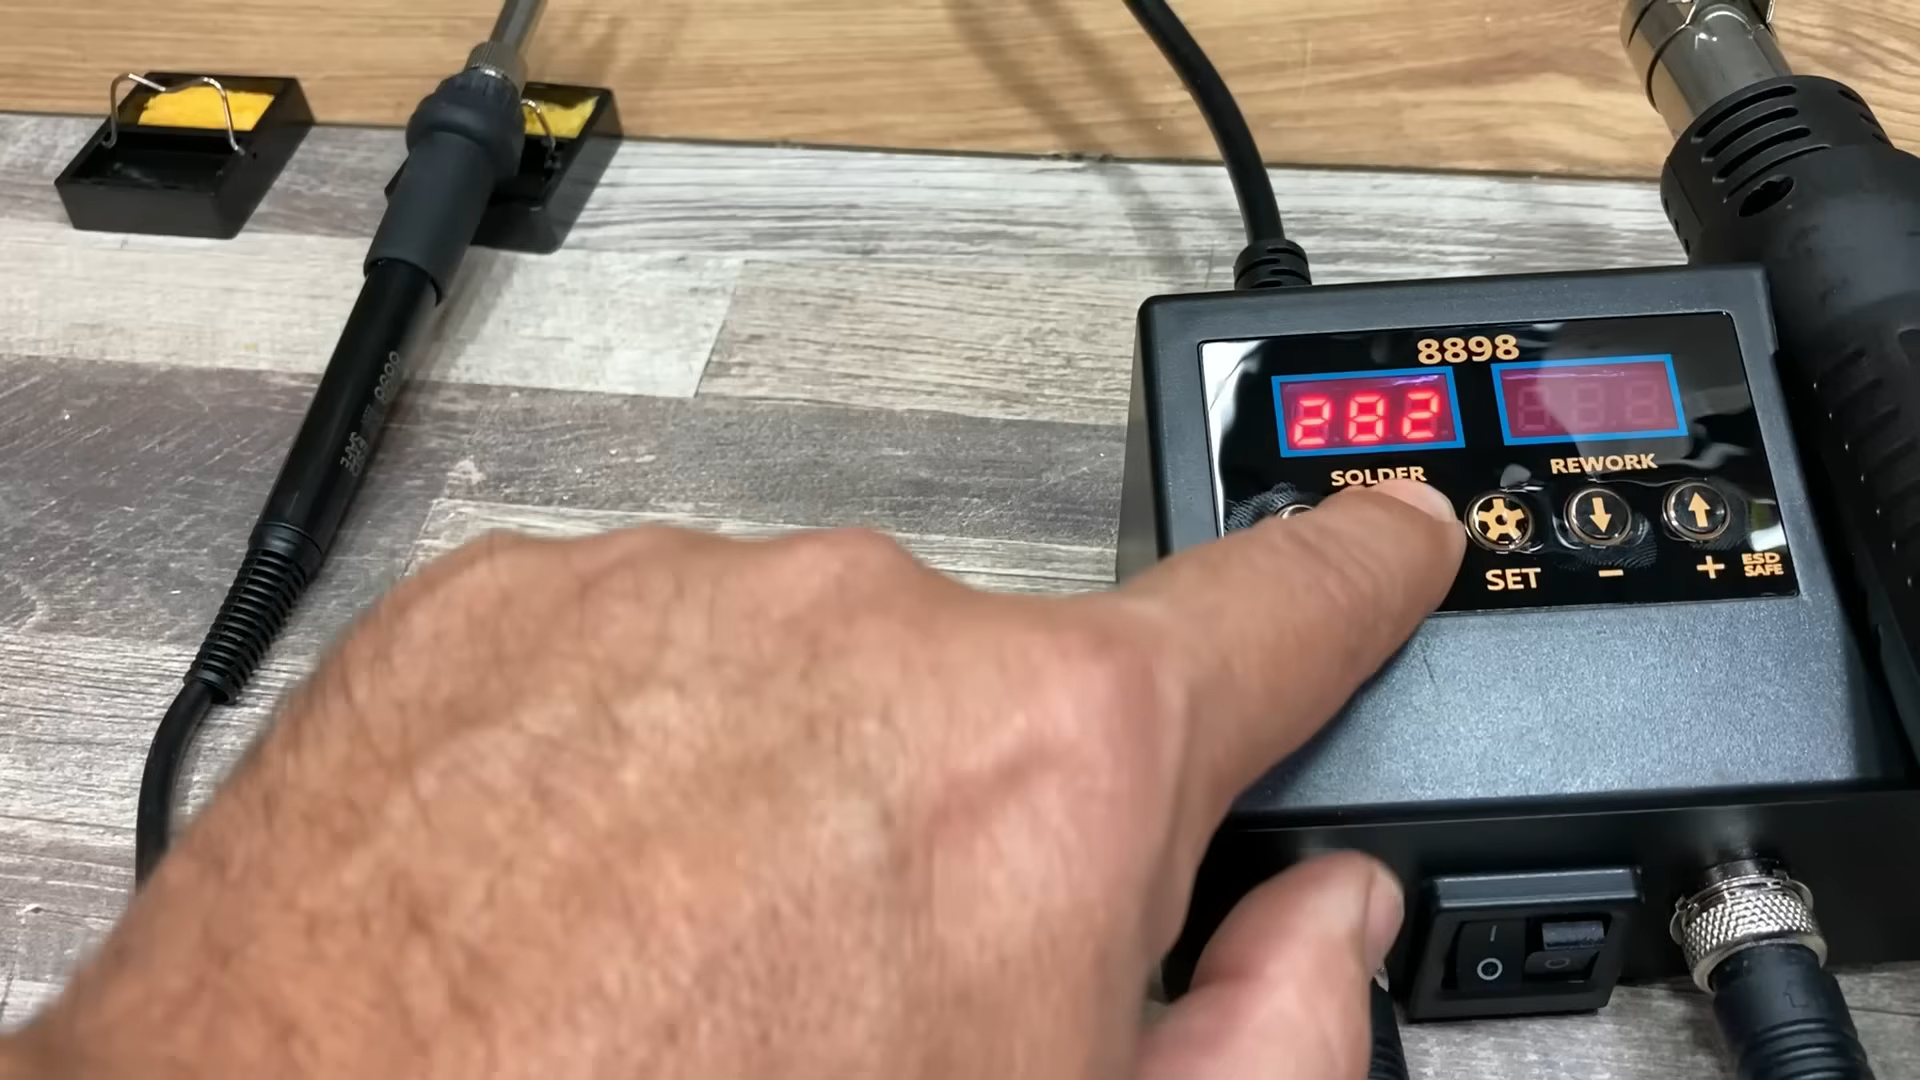 8898
282
SOLDER
REWORK
SET
-
+
ESD
SAFE